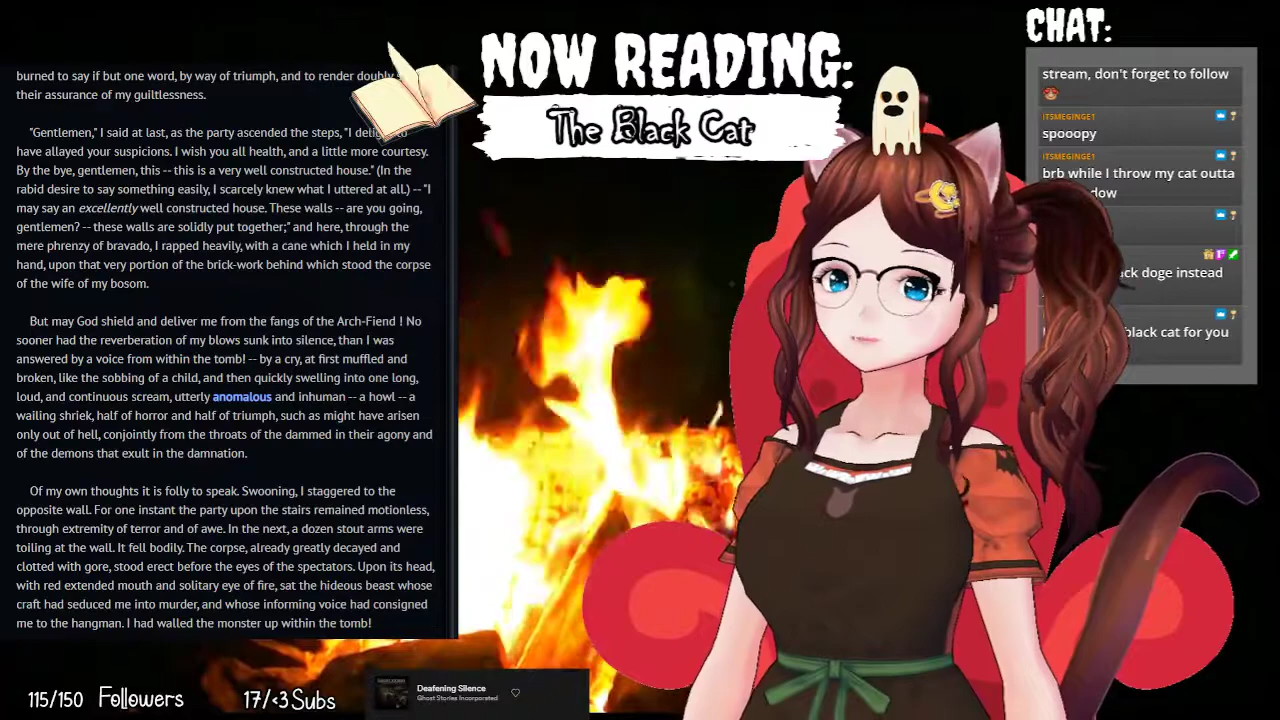 NOW READING:
The Black Cat
CHAT:
burned to say if but one word, by way of triumph, and to render doubly
their assurance of my guiltlessness.
"Gentlemen," I said at last, as the party ascended the steps, "I to
have allayed your suspicions. I wish you all health, and a little more courtesy.
By the bye, gentlemen, this -- this is a very well constructed house." (In the
rabid desire to say something easily, I scarcely knew what I uttered at all.) -- "I
may say an excellently well constructed house. These walls -- are you going,
gentlemen? -- these walls are solidly put together;" and here, through the
mere phrenzy of bravado, I rapped heavily, with a cane which I held in my
hand, upon that very portion of the brick-work behind which stood the corpse
of the wife of my bosom.
But may God shield and deliver me from the fangs of the Arch-Fiend ! No
sooner had the reverberation of my blows sunk into silence, than I was
answered by a voice from within the tomb! -- by a cry, at first muffled and
broken, like the sobbing of a child, and then quickly swelling into one long,
loud, and continuous scream, utterly anomalous and inhuman -- a howl -- a
wailing shriek, half of horror and half of triumph, such as might have arisen
only out of hell, conjointly from the throats of the dammed in their agony and
of the demons that exult in the damnation.
Of my own thoughts it is folly to speak. Swooning, I staggered to the
opposite wall. For one instant the party upon the stairs remained motionless,
through extremity of terror and of awe. In the next, a dozen stout arms were
toiling at the wall. It fell bodily. The corpse, already greatly decayed and
clotted with gore, stood erect before the eyes of the spectators. Upon its head,
with red extended mouth and solitary eye of fire, sat the hideous beast whose
craft had seduced me into murder, and whose informing voice had consigned
me to the hangman. I had walled the monster up within the tomb!
stream, don't forget to follow
ITSMEGINGE1
spooopy
ITSMEGINGE1
brb while I throw my cat outta
doge instead
black cat for you
115/150 Followers
17/<3 Subs
Deafening Silence
Ghost Stories Incorporated